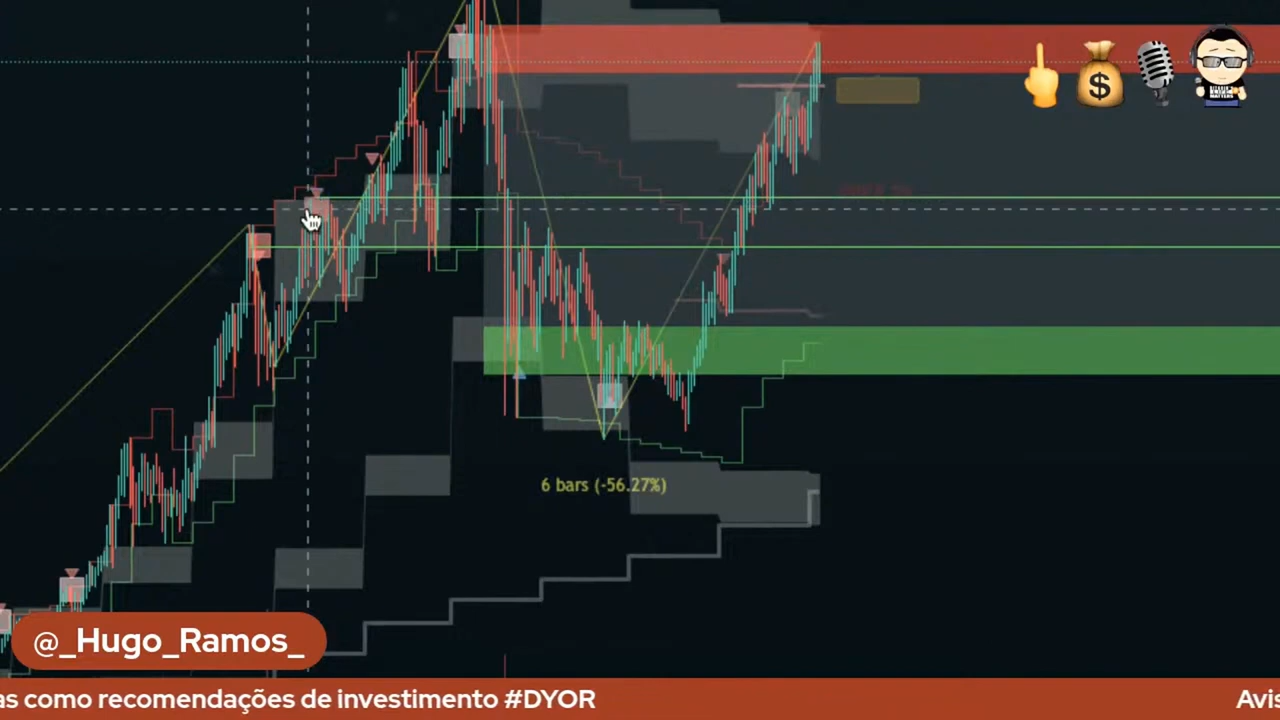 6 bars (-56.27%)
@_Hugo_Ramos_
as como recomendações de investimento #DYOR
Avis